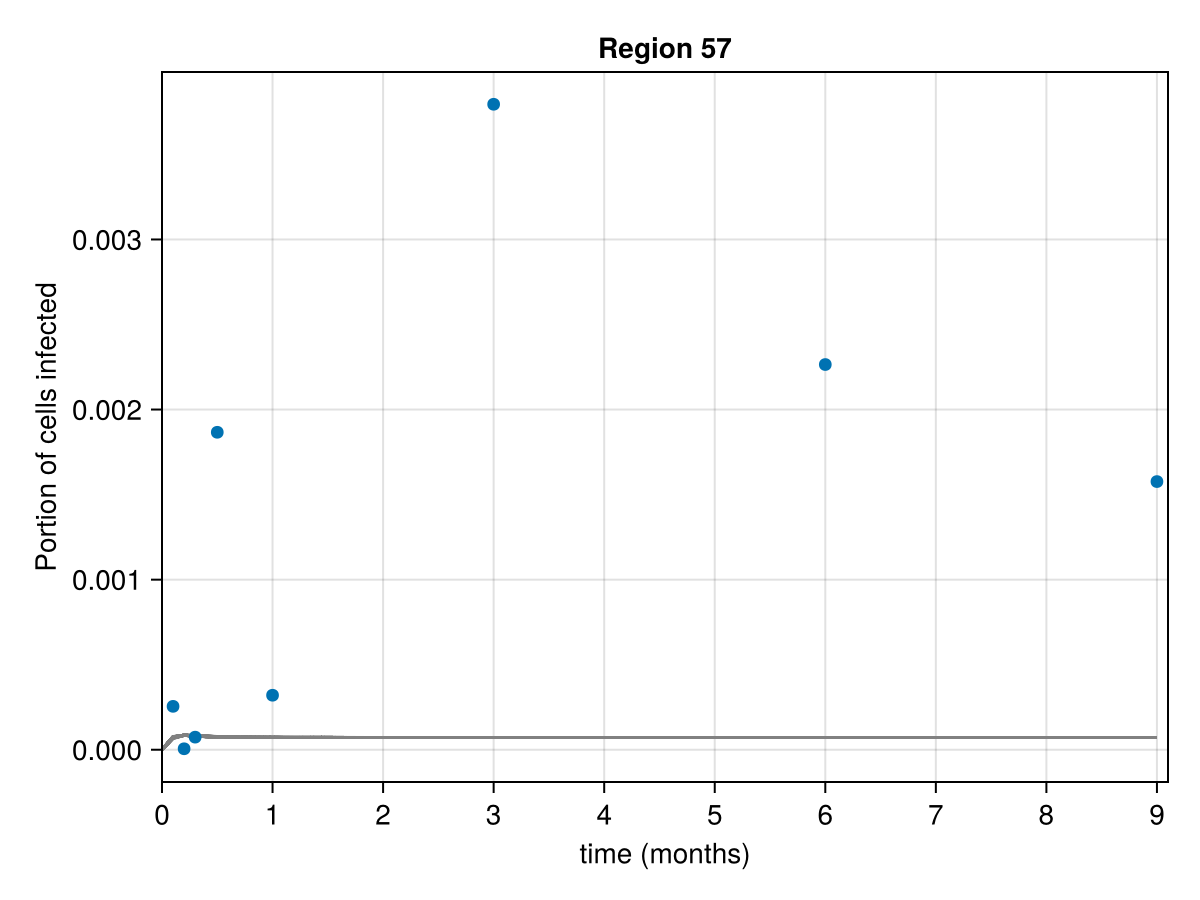 Region 57
Portion of cells infected
0.003
0.002
0.001
0.000
0 1 2 3 4 5 6 7 8 9
time (months)